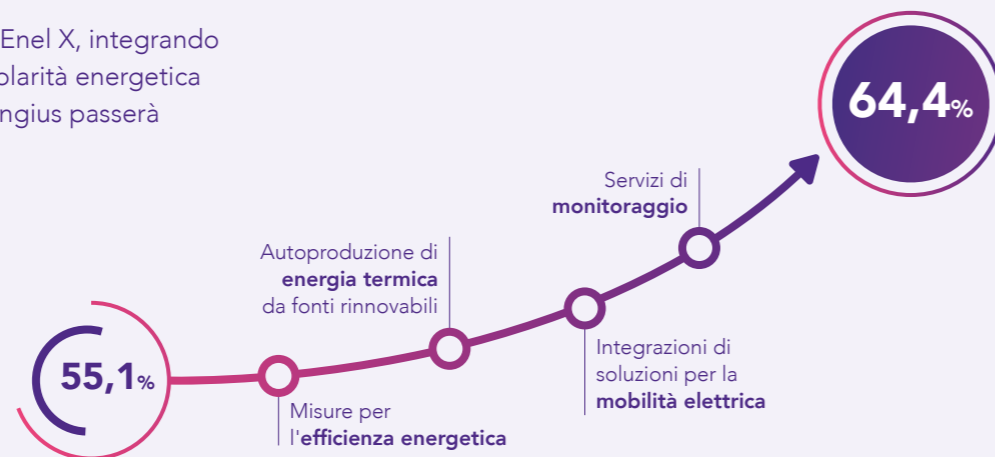 Enel X, integrando
olarità energetica
ngius passerà
64,4%
Servizi di
monitoraggio
Autoproduzione di
energia termica
da fonti rinnovabili
Integrazioni di
soluzioni per la
mobilità elettrica
55,1%
Misure per
l'efficienza energetica